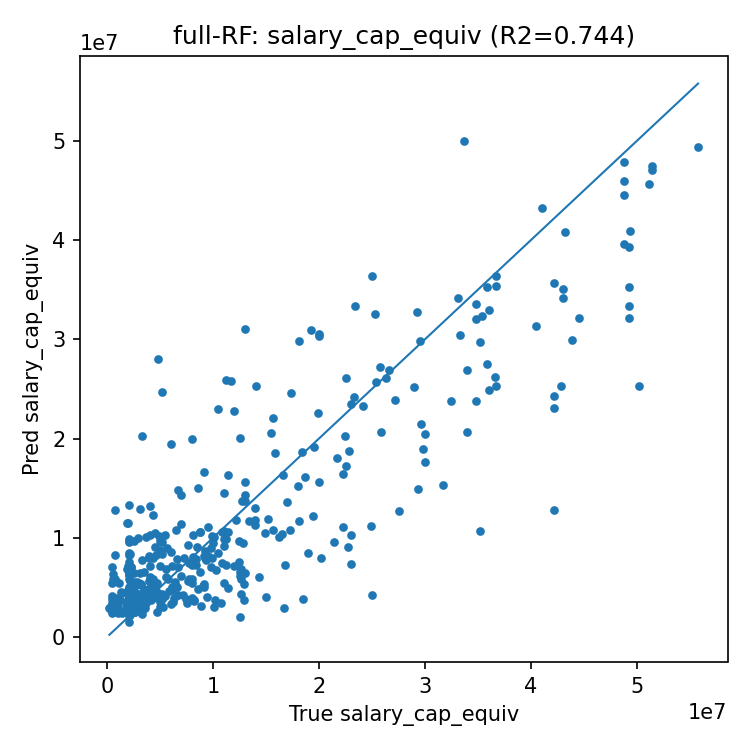 full-RF: salary_cap_equiv (R2=0.744)
1e7
5
4
3
2
1
0
Pred salary_cap_equiv
0 1 2 3 4 5
True salary_cap_equiv
1e7